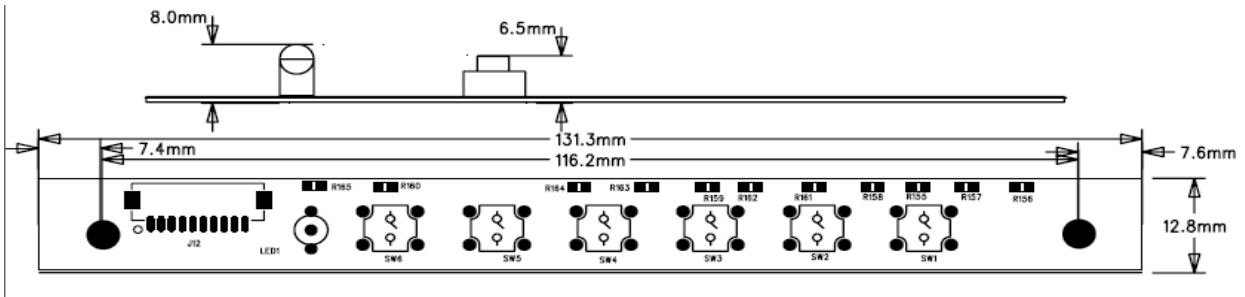 8.0mm
6.5mm
131.3mm
7.4mm
116.2mm
7.6mm
R165
R160
R164
R163
R159
R162
R161
R158
R155
R157
R156
12.8mm
J12
LED1
SW6
SW5
SW4
SW3
SW2
SW1